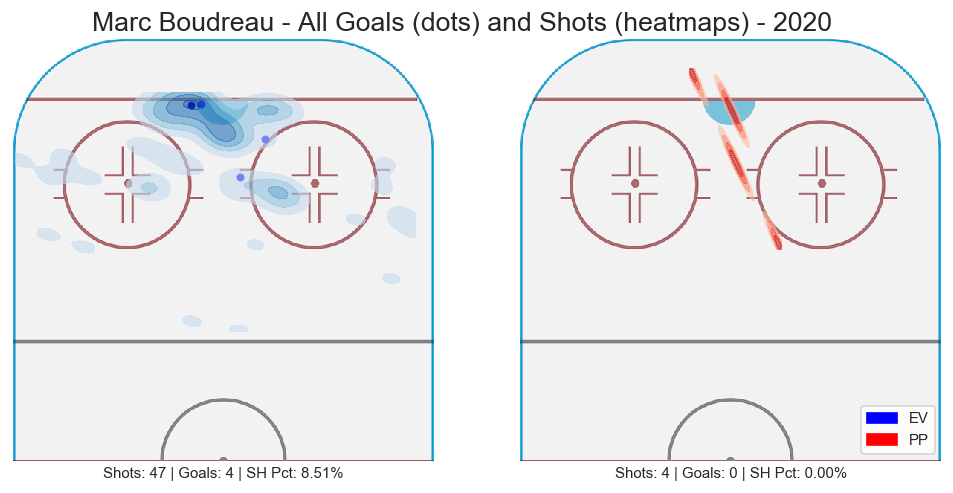 Marc Boudreau - All Goals (dots) and Shots (heatmaps) - 2020
EV
PP
Shots: 47 | Goals: 4 | SH Pct: 8.51%
Shots: 4 | Goals: 0 | SH Pct: 0.00%